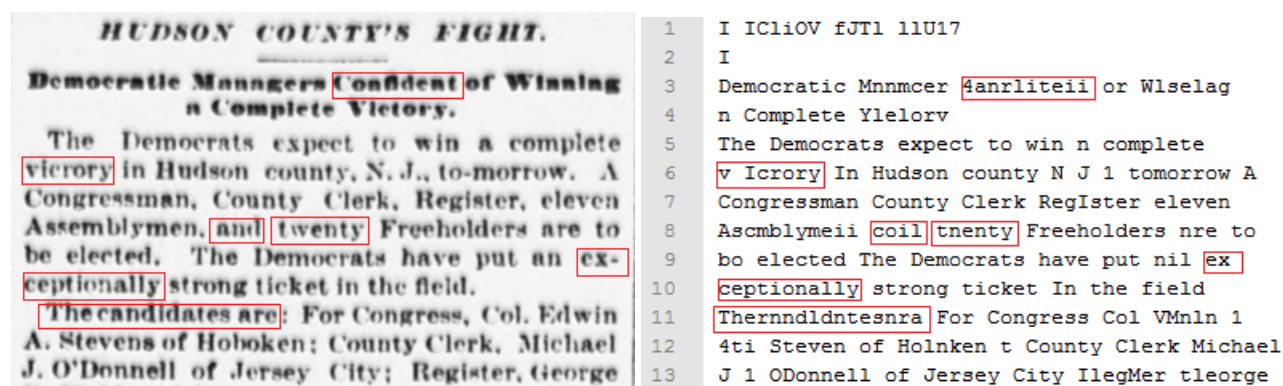 HUDSON COUNTY'S FIGHT.
Democratic Managers Confident of Winning
a Complete Victory.
The Democrats expect to win a complete
vicrory in Hudson county, N. J., to-morrow. A
Congressman, County Clerk, Register, eleven
Assemblymen, and twenty Freeholders are to
be elected. The Democrats have put an ex-
ceptionally strong ticket in the field.
The candidates are: For Congress, Col. Edwin
A. Stevens of Hoboken; County Clerk, Michael
J. O'Donnell of Jersey City; Register, George
1 I ICliOV fJTl llU17
2 I
3 Democratic Mnnmcer 4anrliteii or Wlselag
4 n Complete Ylelorv
5 The Democrats expect to win n complete
6 v Icrory In Hudson county N J 1 tomorrow A
7 Congressman County Clerk RegIster eleven
8 Ascmblymeii coil tnenty Freeholders nre to
9 bo elected The Democrats have put nil ex
10 ceptionally strong ticket In the field
11 Thernndldntesnra For Congress Col VMnln 1
12 4ti Steven of Holnken t County Clerk Michael
13 J 1 ODonnell of Jersey City IlegMer tleorge